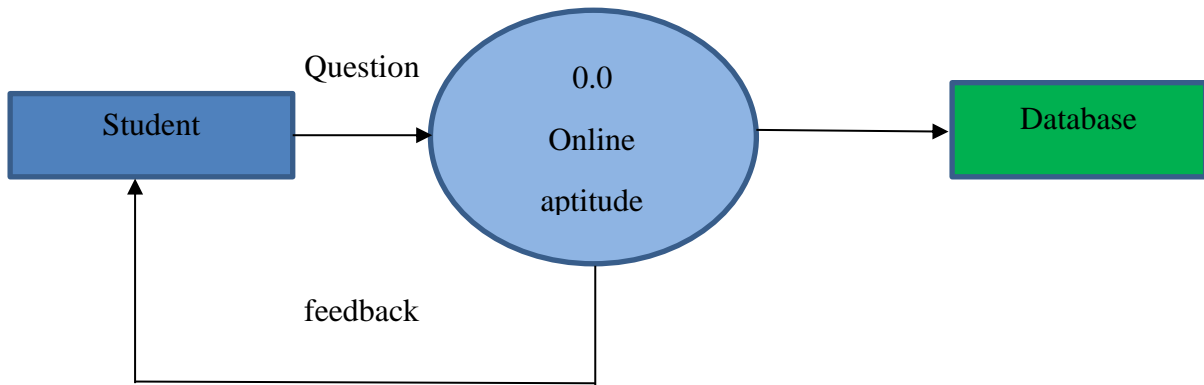 Question
Student
0.0
Online
aptitude
Database
feedback